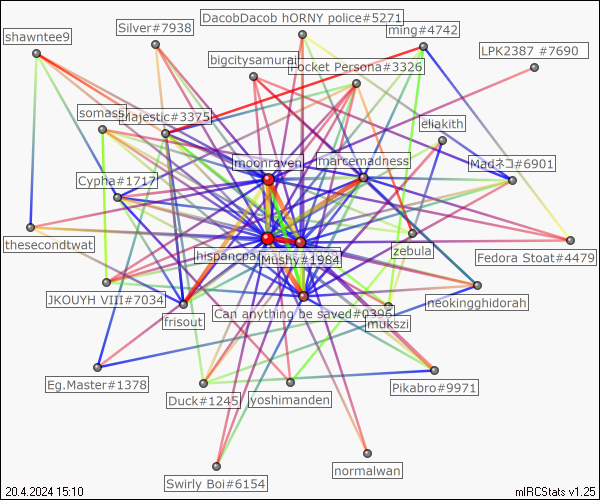 DacobDacob hORNY police#5271
Silver#7938
ming#4742
shawntee9
LPK2387 #7690
bigcitysamurai
Pocket Persona#3326
somass
Majestic#3375
eliakith
moonraven
marcemadness
Madネコ#6901
Cypha#1717
thesecondtwat
zebula
Fedora Stoat#4479
hispancpa
Mushy#1984
JKOUYH VIII#7034
neokingghidorah
Can anything be saved#0396
frisout
mukszi
Eg.Master#1378
Pikabro#9971
Duck#1245
yoshimanden
normalwan
Swirly Boi#6154
20.4.2024 15:10
mIRCStats v1.25